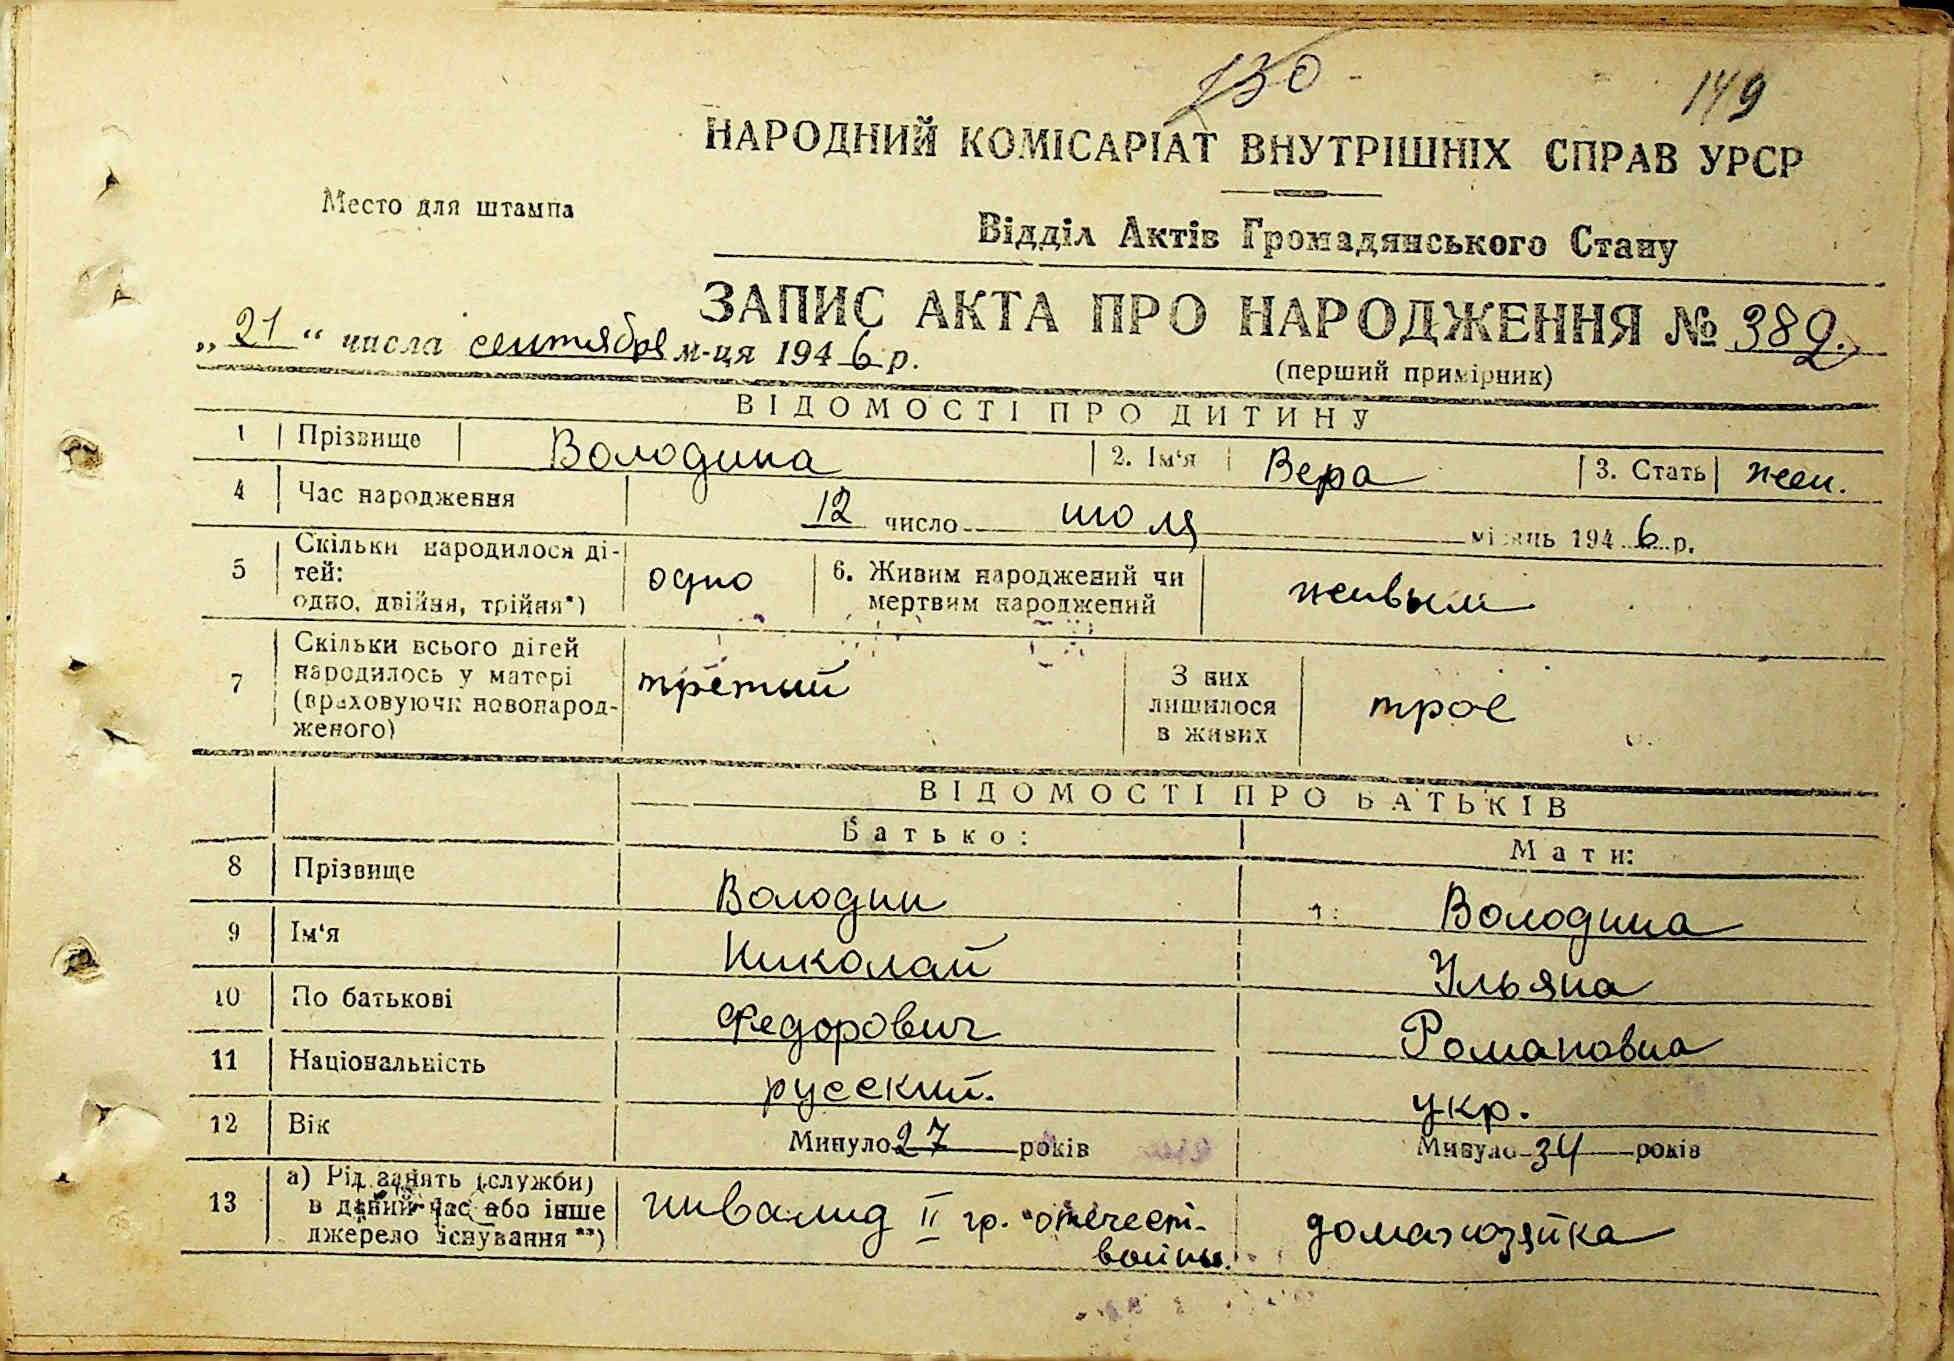 130 -
149
НАРОДНИЙ КОМІСАРІАТ ВНУТРІШНІХ СПРАВ УРСР
Место для штампа
Відділ Актів Громадянського Стану
ЗАПИС АКТА ПРО НАРОДЖЕННЯ № 382.
„21“ числа сентября м-ця 1946 р.
(перший примірник)
ВІДОМОСТІ ПРО ДИТИНУ
1 Прізвище Володина 2. Ім'я Вера 3. Стать жен.
4 Час народження 12 число июля місяць 1946 р.
5 Скільки народилося ді-
тей:
одно, двійня, трійня*) одно 6. Живим народжений чи
мертвим народжений живым
7 Скільки всього дітей
народилось у матері
(враховуючи новонарод-
женого) третий З них
лишилося
в живих трое
ВІДОМОСТІ ПРО БАТЬКІВ
Батько: Мати:
8 Прізвище Володин Володина
9 Ім'я Николай Ульяна
10 По батькові Федорович Романовна
11 Національність русский. укр.
12 Вік Минуло 27 років Минуло 34 років
13 а) Рід занять (служби)
в даний час або інше
джерело існування **) инвалид II гр. отечест-
войны. домахозяйка